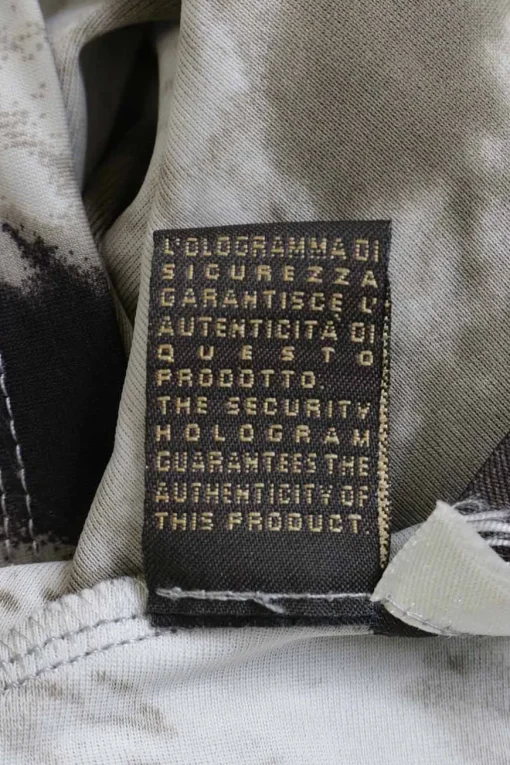 L'OLOGRAMMA DI
SICUREZZA
GARANTISCE L'
AUTENTICITÀ DI
QUESTO
PRODOTTO.
THE SECURITY
HOLOGRAM
GUARANTEES THE
AUTHENTICITY OF
THIS PRODUCT.